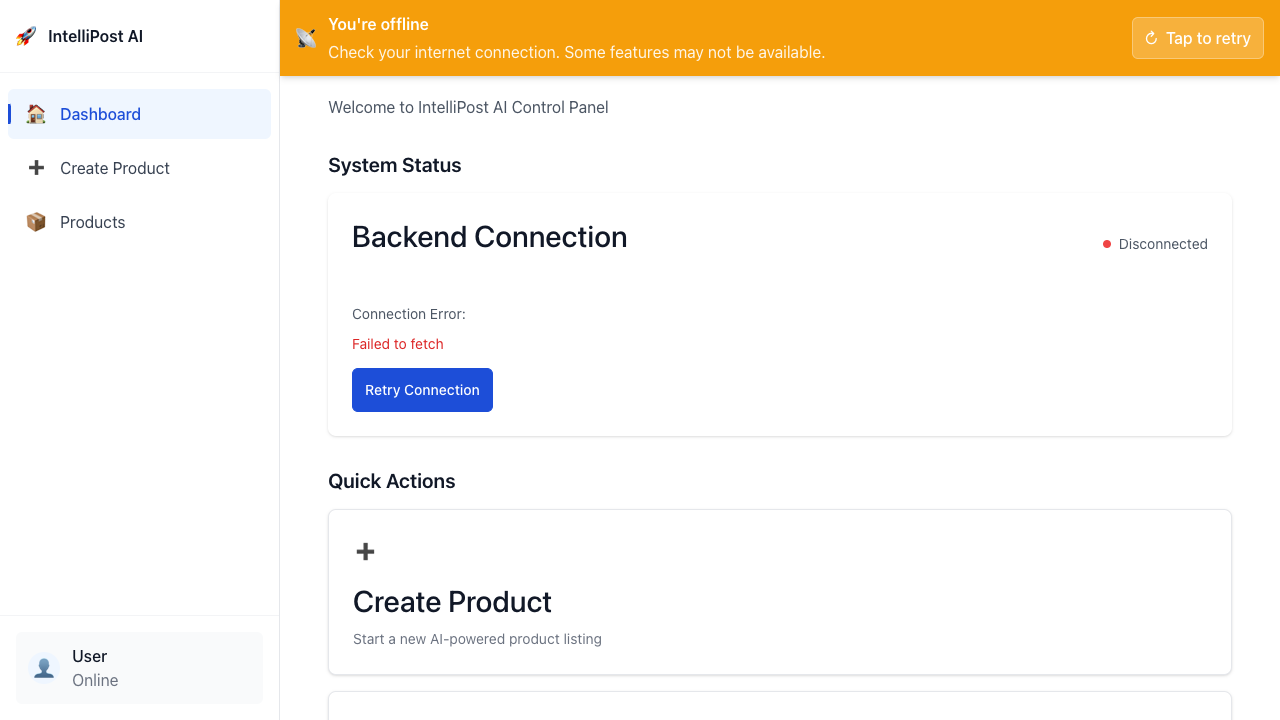 IntelliPost AI
Dashboard
Create Product
Products
User
Online
You're offline
Check your internet connection. Some features may not be available.
Tap to retry
Welcome to IntelliPost AI Control Panel
System Status
Backend Connection
Disconnected
Connection Error:
Failed to fetch
Retry Connection
Quick Actions
Create Product
Start a new AI-powered product listing